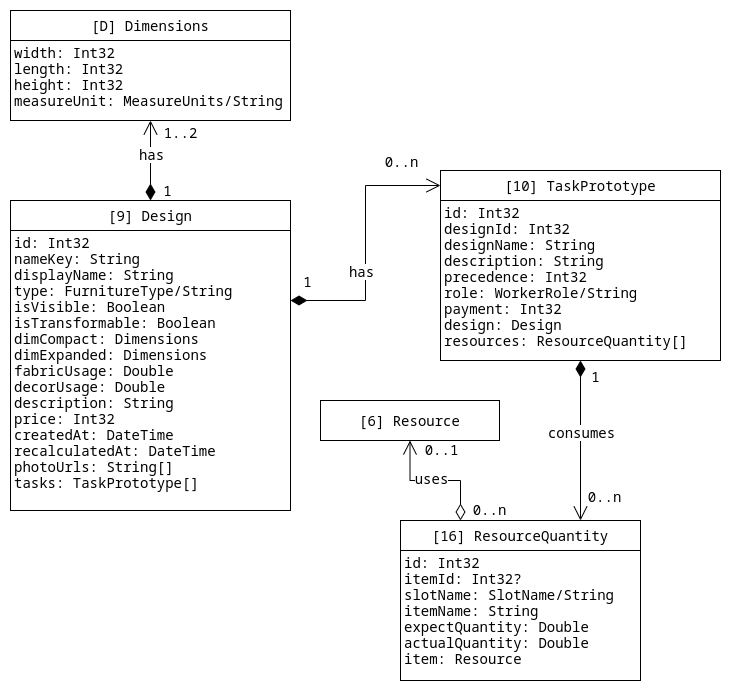 [D] Dimensions
width: Int32
length: Int32
height: Int32
measureUnit: MeasureUnits/String
1..2
has
1
[9] Design
id: Int32
nameKey: String
displayName: String
type: FurnitureType/String
isVisible: Boolean
isTransformable: Boolean
dimCompact: Dimensions
dimExpanded: Dimensions
fabricUsage: Double
decorUsage: Double
description: String
price: Int32
createdAt: DateTime
recalculatedAt: DateTime
photoUrls: String[]
tasks: TaskPrototype[]
1
has
0..n
[10] TaskPrototype
id: Int32
designId: Int32
designName: String
description: String
precedence: Int32
role: WorkerRole/String
payment: Int32
design: Design
resources: ResourceQuantity[]
1
consumes
0..n
[6] Resource
0..1
uses
0..n
[16] ResourceQuantity
id: Int32
itemId: Int32?
slotName: SlotName/String
itemName: String
expectQuantity: Double
actualQuantity: Double
item: Resource